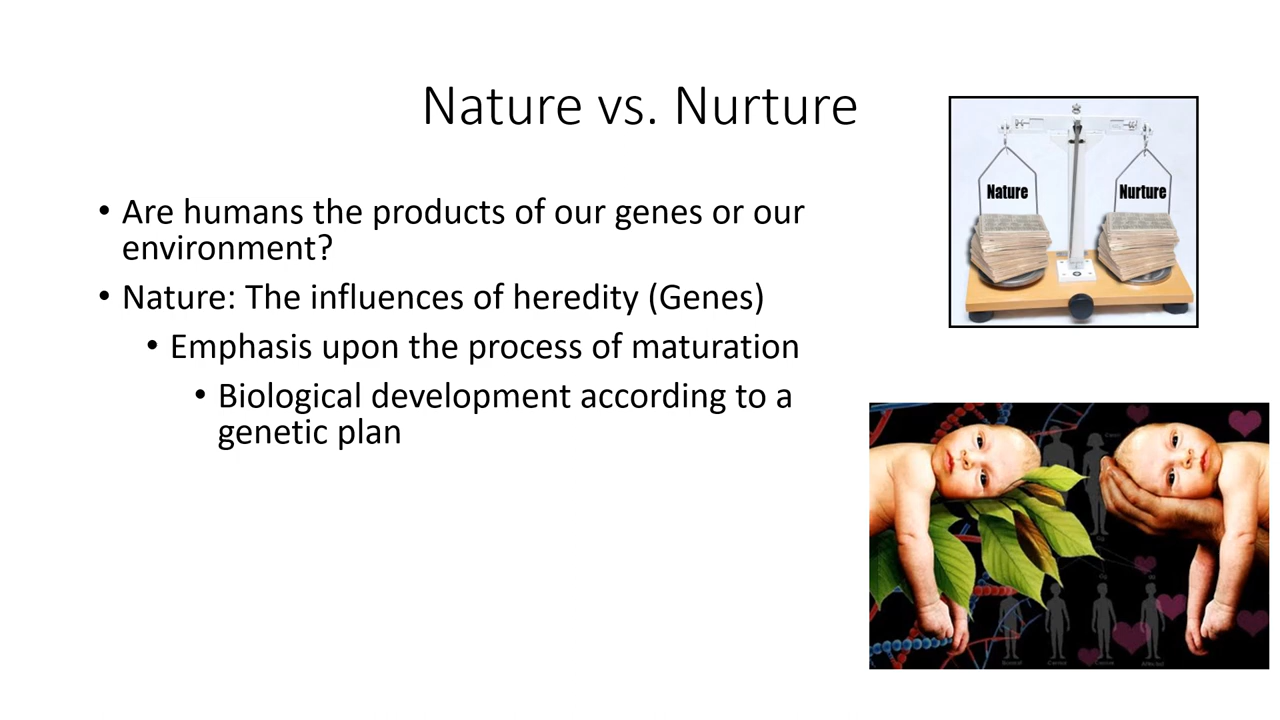 Nature vs. Nurture
• Are humans the products of our genes or our
environment?
• Nature: The influences of heredity (Genes)
• Emphasis upon the process of maturation
• Biological development according to a
genetic plan
Nature
Nurture